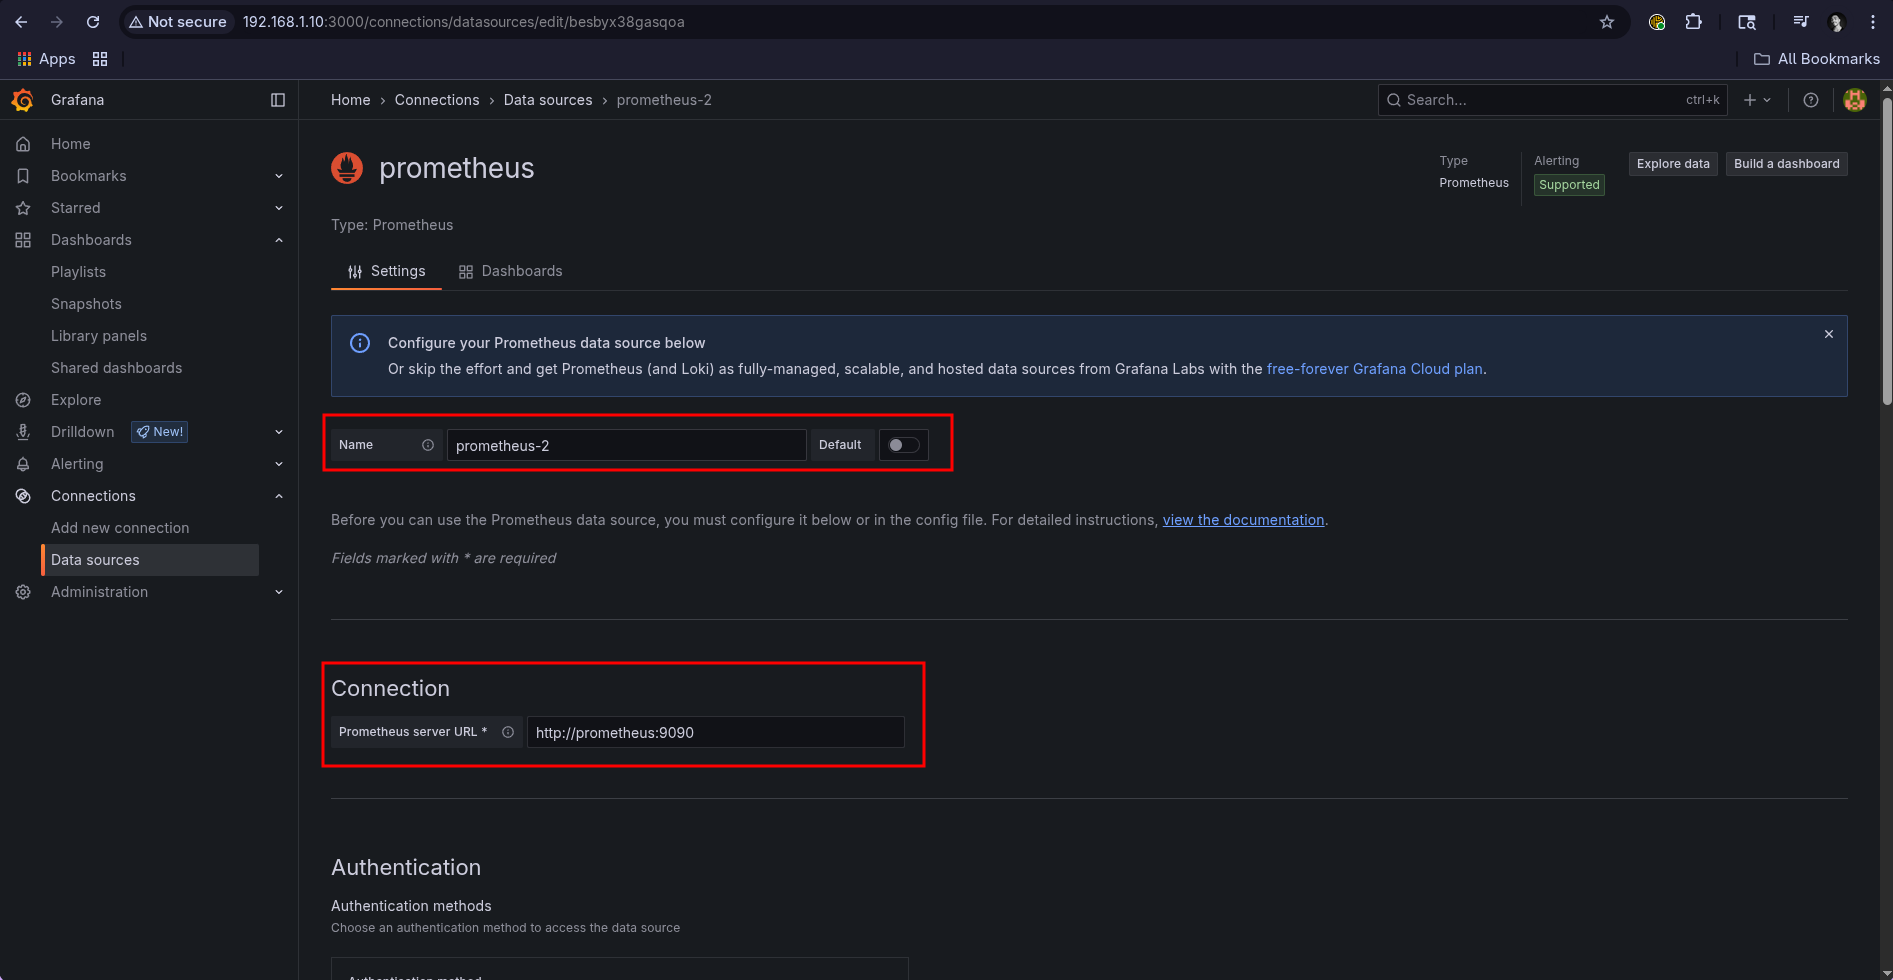 Not secure 192.168.1.10:3000/connections/datasources/edit/besbyx38gasqoa
Apps
All Bookmarks
Grafana
Home › Connections › Data sources › prometheus-2
Search... ctrl+k
Home
Bookmarks
Starred
Dashboards
Playlists
Snapshots
Library panels
Shared dashboards
Explore
Drilldown New!
Alerting
Connections
Add new connection
Data sources
Administration
prometheus
Type
Prometheus
Alerting
Supported
Explore data
Build a dashboard
Type: Prometheus
Settings Dashboards
Configure your Prometheus data source below
Or skip the effort and get Prometheus (and Loki) as fully-managed, scalable, and hosted data sources from Grafana Labs with the free-forever Grafana Cloud plan.
Name prometheus-2 Default
Before you can use the Prometheus data source, you must configure it below or in the config file. For detailed instructions, view the documentation.
Fields marked with * are required
Connection
Prometheus server URL * http://prometheus:9090
Authentication
Authentication methods
Choose an authentication method to access the data source
Authentication method